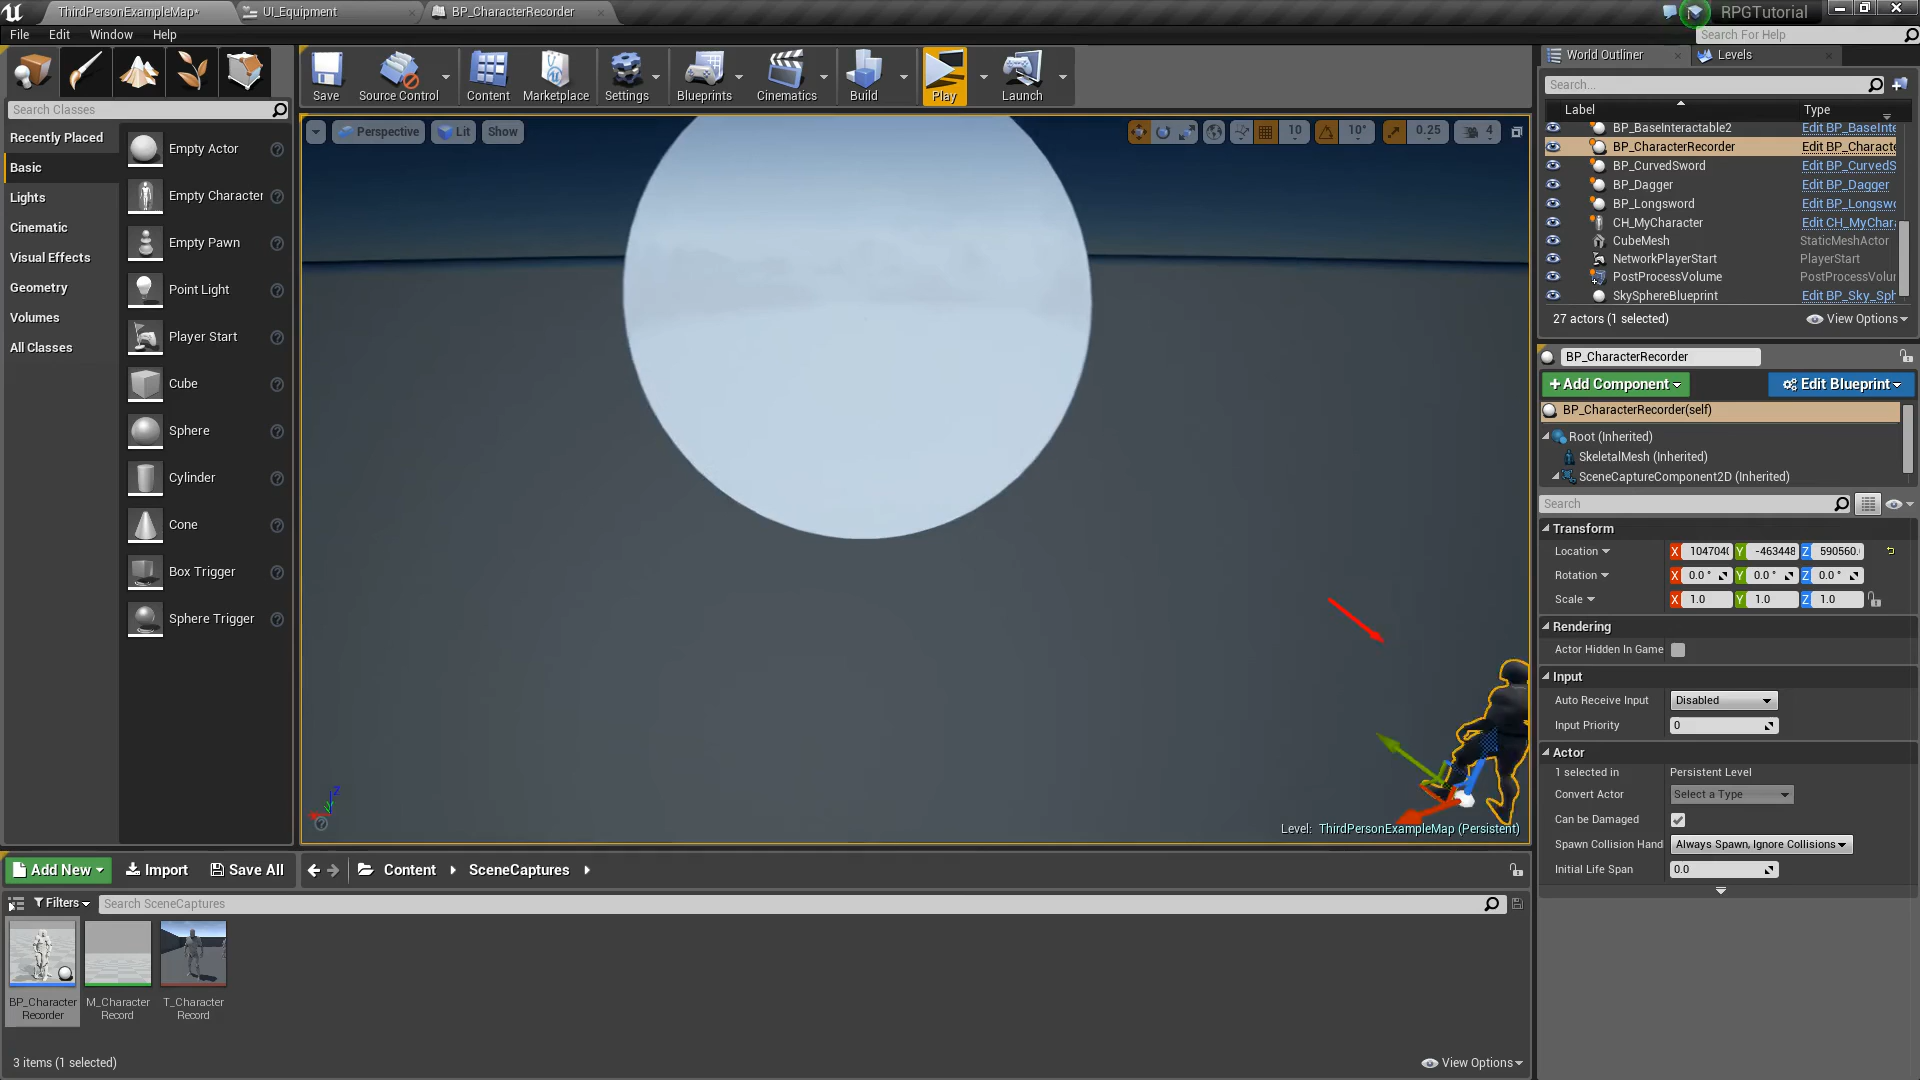 ThirdPersonExampleMap*
UI_Equipment
BP_CharacterRecorder
RPGTutorial
File
Edit
Window
Help
Search For Help
Save
Source Control
Content
Marketplace
Settings
Blueprints
Cinematics
Build
Play
Launch
Search Classes
Recently Placed
Basic
Lights
Cinematic
Visual Effects
Geometry
Volumes
All Classes
Empty Actor
Empty Character
Empty Pawn
Point Light
Player Start
Cube
Sphere
Cylinder
Cone
Box Trigger
Sphere Trigger
Perspective
Lit
Show
10
10°
0.25
4
Level: ThirdPersonExampleMap (Persistent)
World Outliner
Levels
Search...
Label
Type
BP_BaseInteractable2 Edit BP_BaseInte
BP_CharacterRecorder Edit BP_Characte
BP_CurvedSword Edit BP_CurvedS
BP_Dagger Edit BP_Dagger
BP_Longsword Edit BP_Longswo
CH_MyCharacter Edit CH_MyChar
CubeMesh StaticMeshActor
NetworkPlayerStart PlayerStart
PostProcessVolume PostProcessVolu
SkySphereBlueprint Edit BP_Sky_Sph
27 actors (1 selected)
View Options
BP_CharacterRecorder
+ Add Component
Edit Blueprint
BP_CharacterRecorder(self)
Root (Inherited)
SkeletalMesh (Inherited)
SceneCaptureComponent2D (Inherited)
Search
Transform
Location X 104704 Y -463448 Z 590560.
Rotation X 0.0 ° Y 0.0 ° Z 0.0 °
Scale X 1.0 Y 1.0 Z 1.0
Rendering
Actor Hidden In Game
Input
Auto Receive Input Disabled
Input Priority 0
Actor
1 selected in Persistent Level
Convert Actor Select a Type
Can be Damaged
Spawn Collision Hand Always Spawn, Ignore Collisions
Initial Life Span 0.0
Add New
Import
Save All
Content
SceneCaptures
Filters
Search SceneCaptures
BP_Character
Recorder
M_Character
Record
T_Character
Record
3 items (1 selected)
View Options